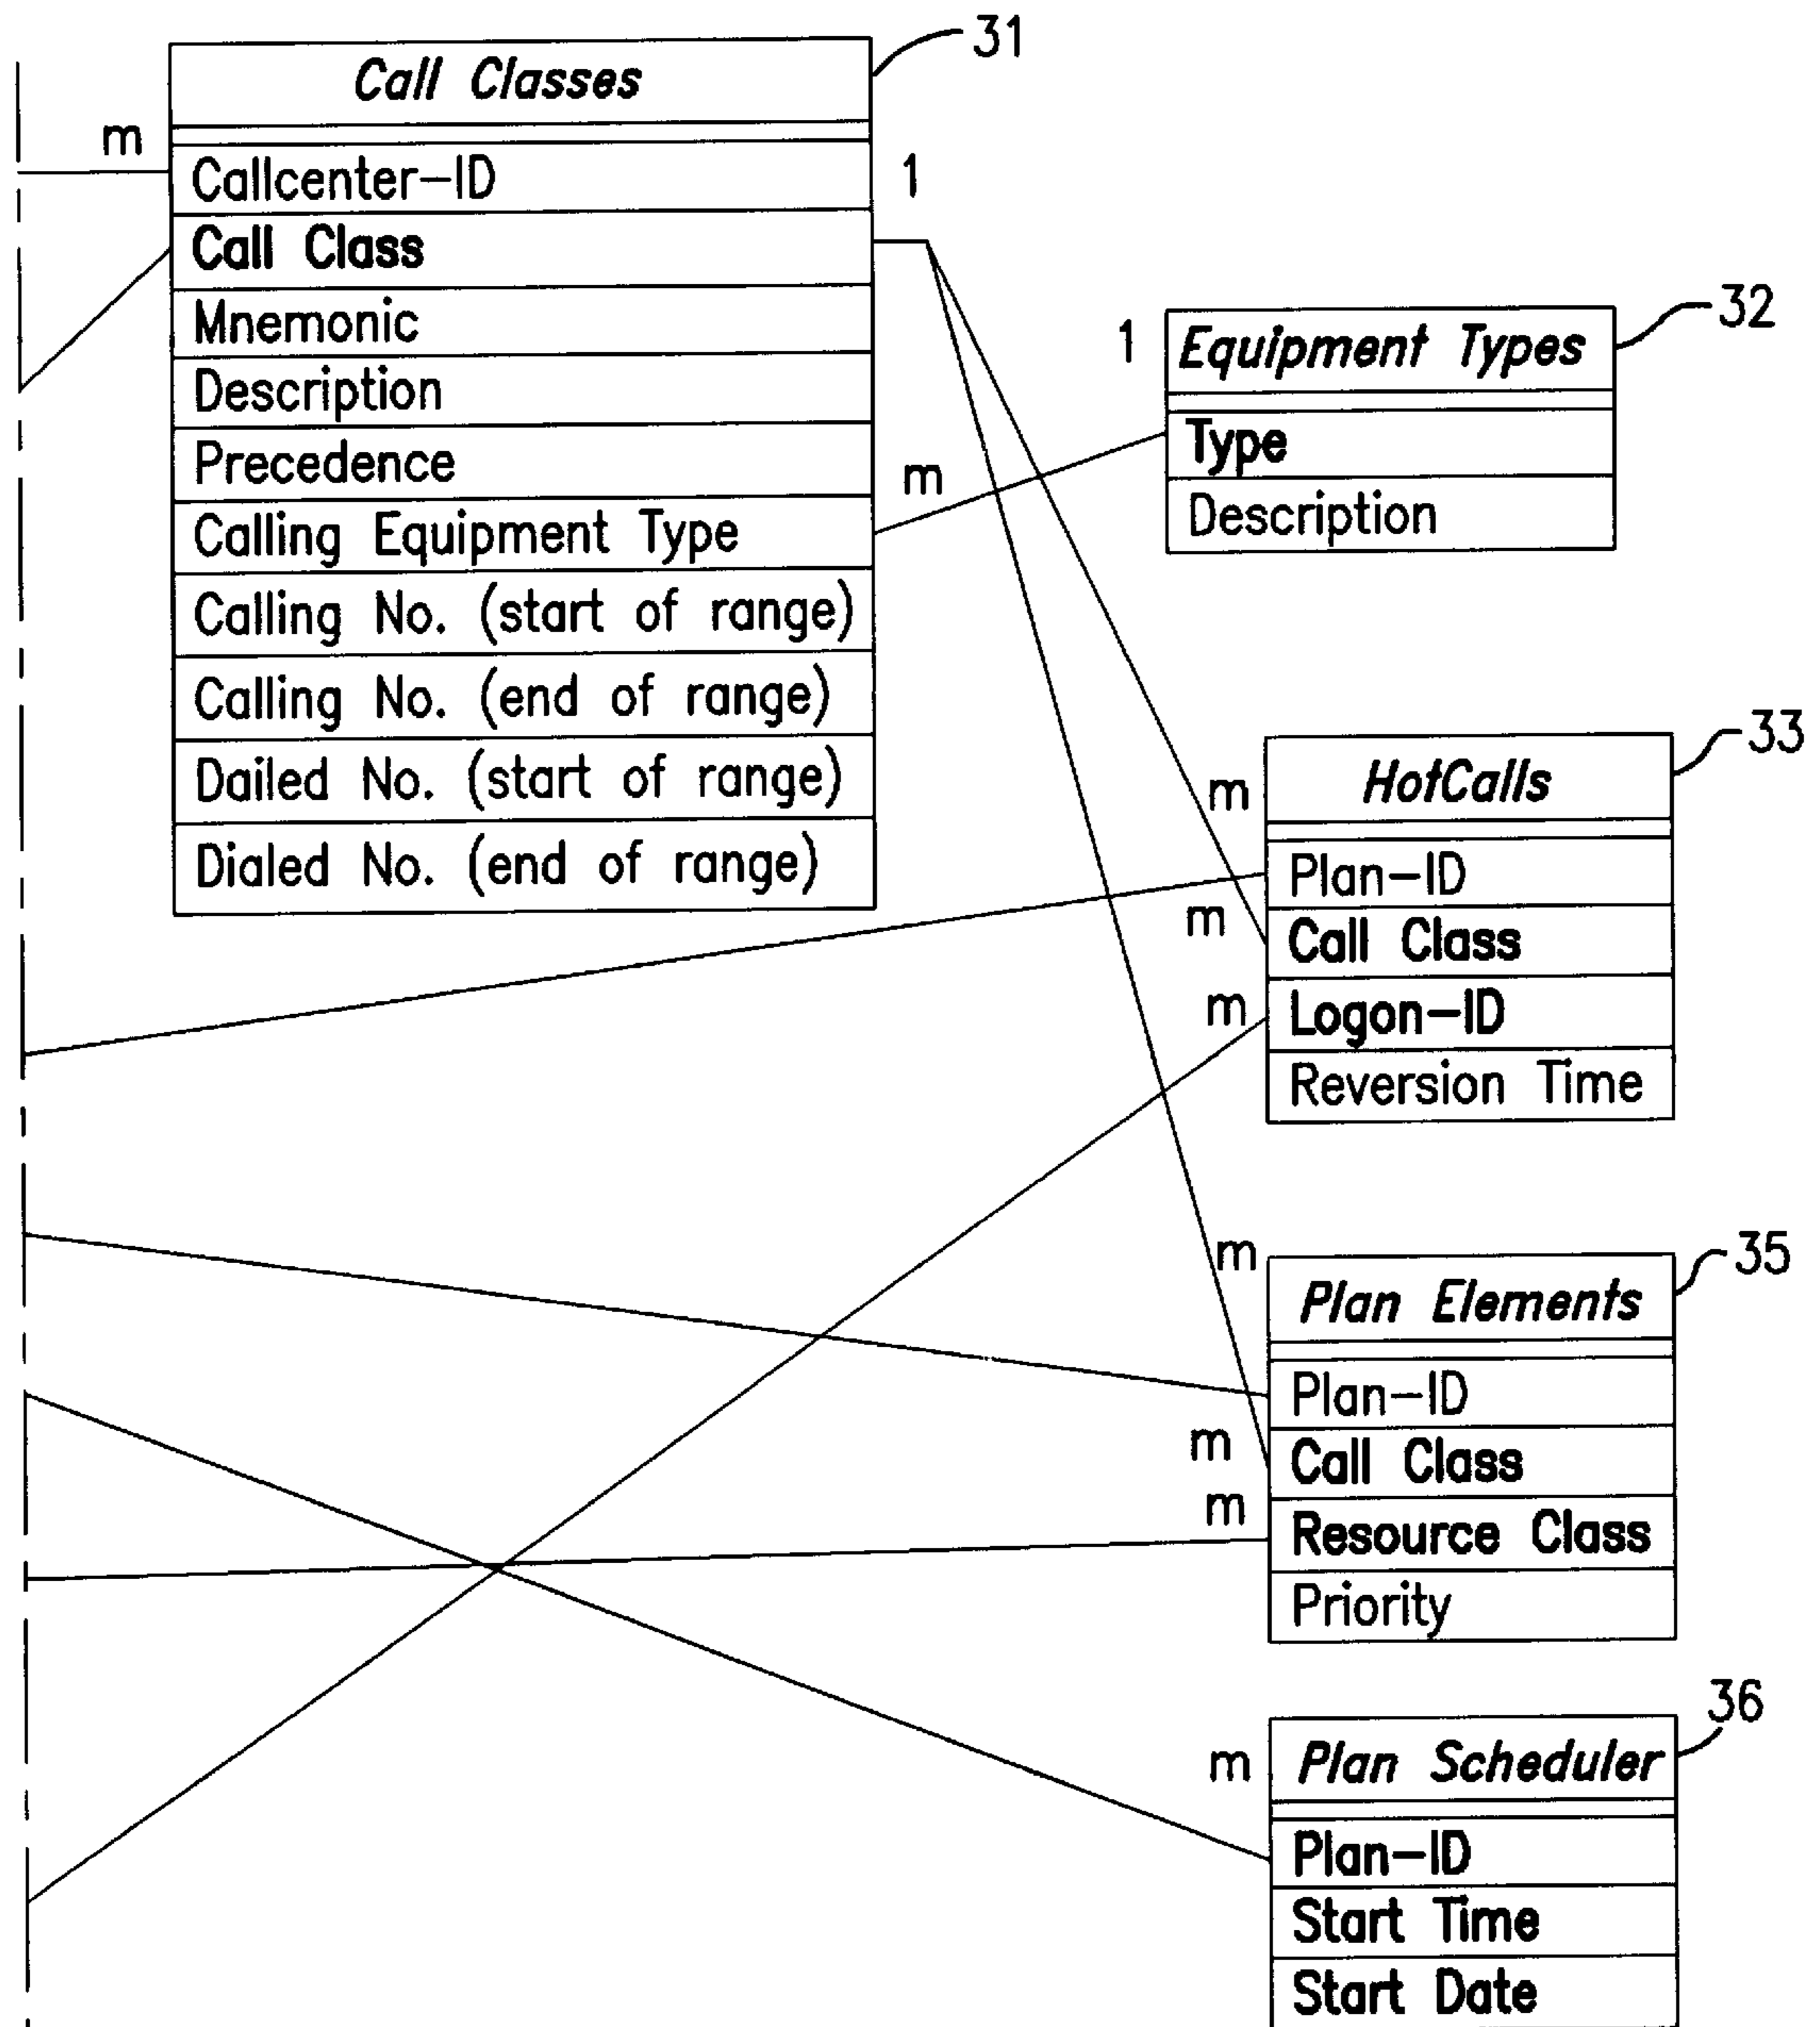 31
Call Classes
m
Callcenter-ID
1
Call Class
Mnemonic
Description
Precedence
m
Calling Equipment Type
Calling No. (start of range)
Calling No. (end of range)
Dailed No. (start of range)
Dialed No. (end of range)
32
1
Equipment Types
Type
Description
33
m
HotCalls
Plan-ID
m
Call Class
m
Logon-ID
Reversion Time
35
m
Plan Elements
Plan-ID
m
Call Class
m
Resource Class
Priority
36
m
Plan Scheduler
Plan-ID
Start Time
Start Date